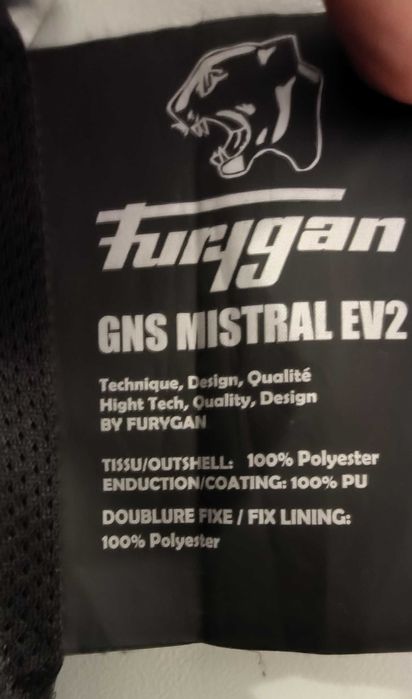 Furygan
GNS MISTRAL EV2
Technique, Design, Qualité
Hight Tech, Quality, Design
BY FURYGAN
TISSU/OUTSHELL: 100% Polyester
ENDUCTION/COATING: 100% PU
DOUBLURE FIXE / FIX LINING:
100% Polyester